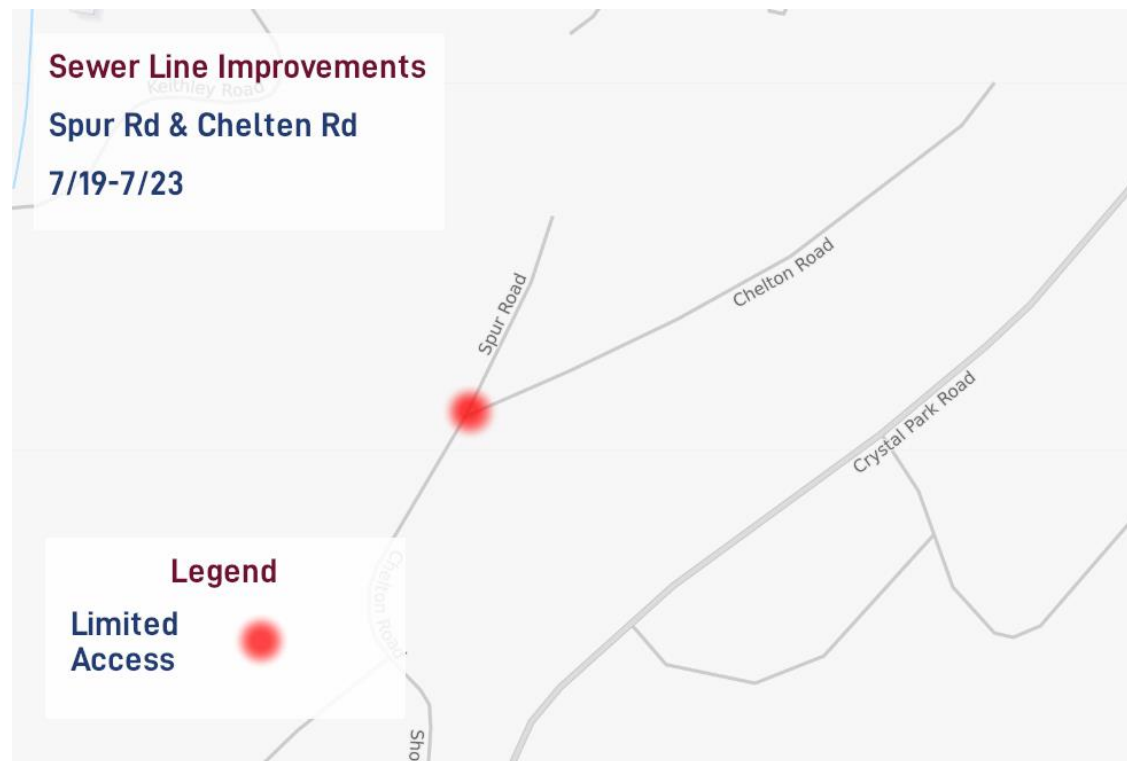 Sewer Line Improvements
Keithley Road
Spur Rd & Chelten Rd
7/19-7/23
Spur Road
Chelton Road
Crystal Park Road
Legend
Limited
Access
Chelton Road
Sho